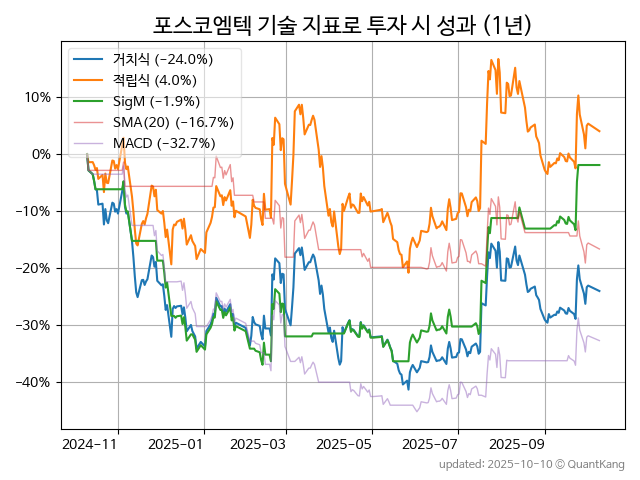 포스코엠텍 기술 지표로 투자 시 성과 (1년)
거치식 (−24.0%)
적립식 (4.0%)
SigM (−1.9%)
SMA(20) (−16.7%)
MACD (−32.7%)
10%
0%
−10%
−20%
−30%
−40%
2024−11 2025−01 2025−03 2025−05 2025−07 2025−09
updated: 2025-10-10 © QuantKang